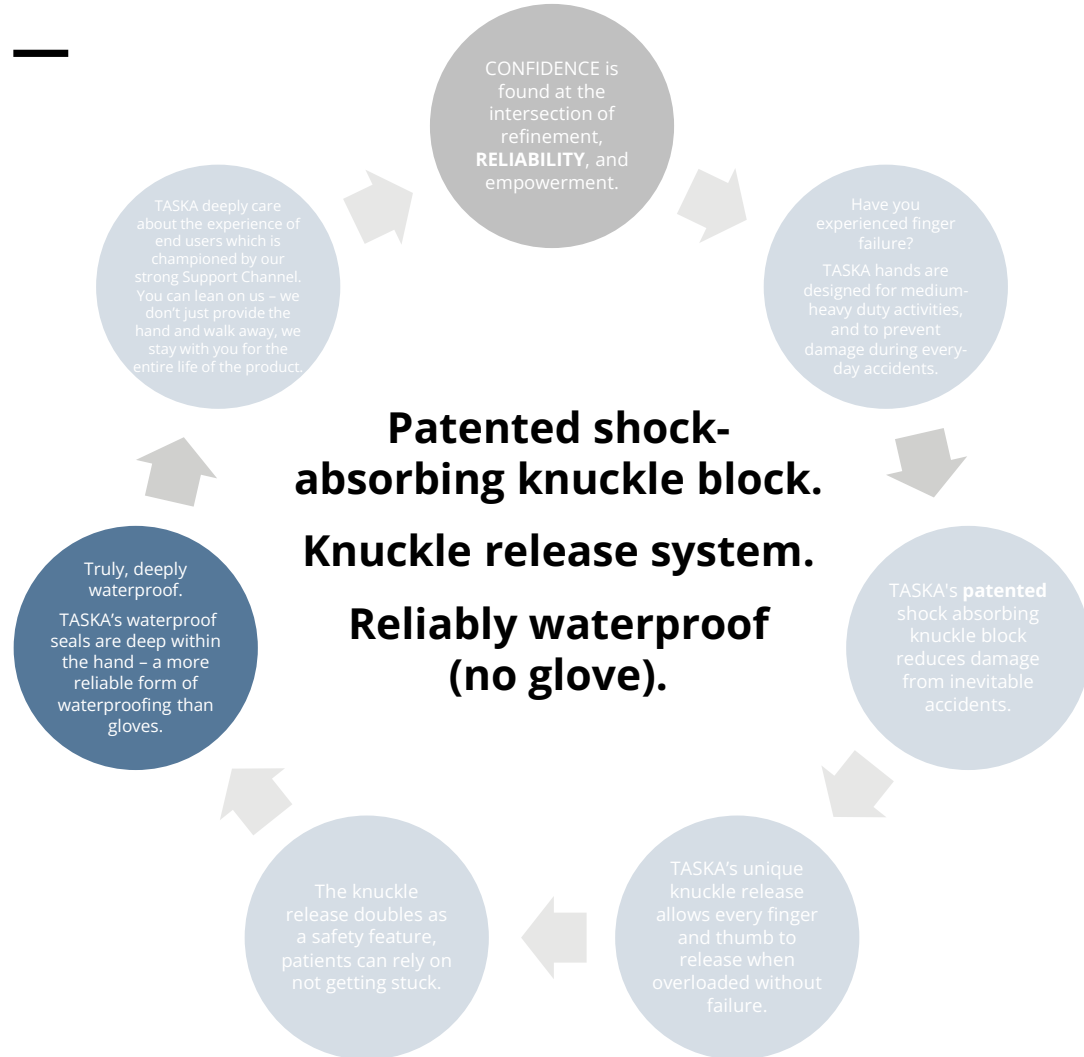 CONFIDENCE is
found at the
intersection of
refinement,
RELIABILITY, and
empowerment.
Have you
experienced finger
failure?
TASKA hands are
designed for medium-
heavy duty activities,
and to prevent
damage during every-
day accidents.
TASKA's patented
shock absorbing
knuckle block
reduces damage
from inevitable
accidents.
TASKA’s unique
knuckle release
allows every finger
and thumb to
release when
overloaded without
failure.
The knuckle
release doubles as
a safety feature,
patients can rely on
not getting stuck.
Truly, deeply
waterproof.
TASKA’s waterproof
seals are deep within
the hand – a more
reliable form of
waterproofing than
gloves.
TASKA deeply care
about the experience of
end users which is
championed by our
strong Support Channel.
You can lean on us – we
don’t just provide the
hand and walk away, we
stay with you for the
entire life of the product.
Patented shock-
absorbing knuckle block.
Knuckle release system.
Reliably waterproof
(no glove).